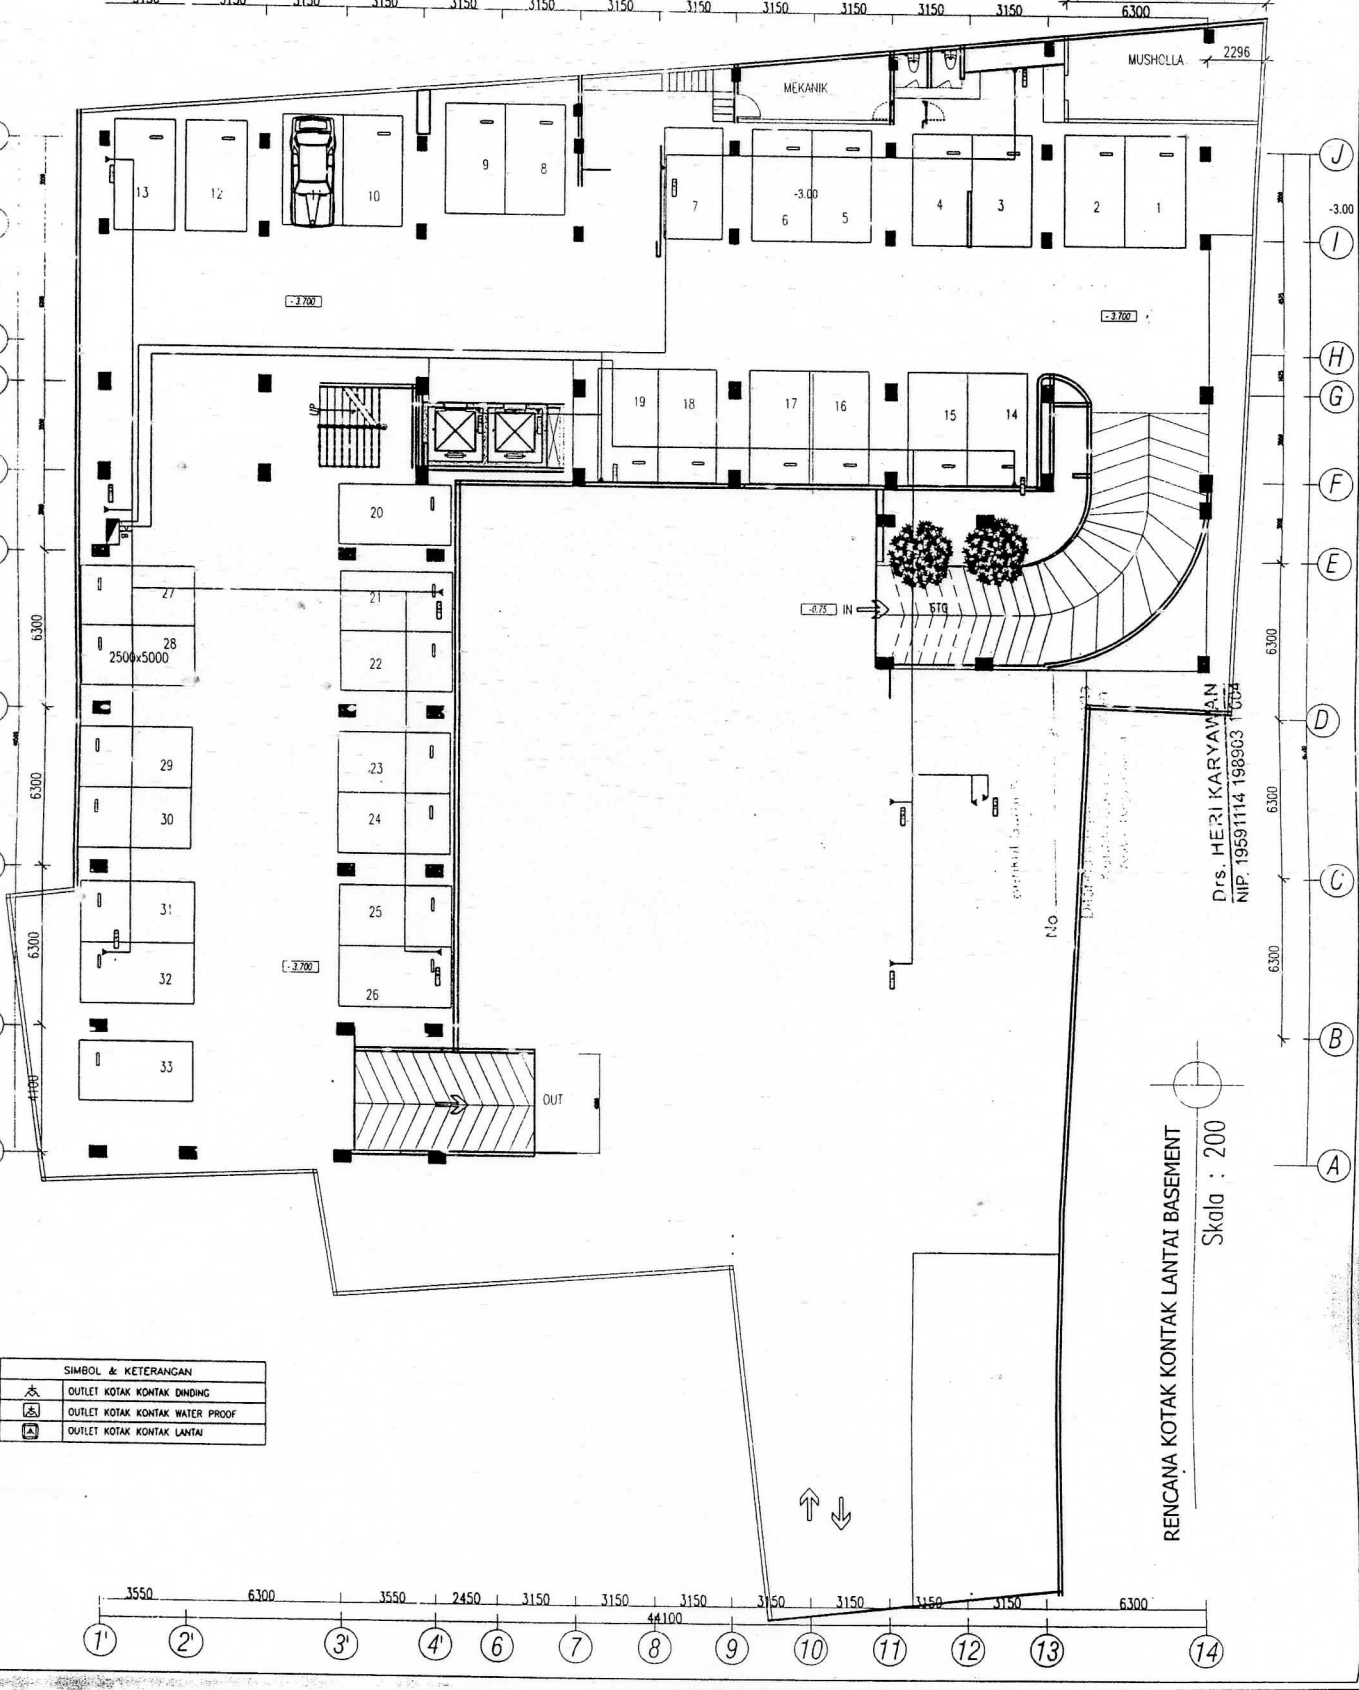 3150 3150 3150 3150 3150 3150 3150 3150 3150 3150 3150 3150
6300
2296
MUSHOLLA
MEKANIK
13
12
10
9
8
7
6
-3.00
5
4
3
2
1
J
-3.00
I
-3.700
-3.700
H
G
UP
19
18
17
16
15
14
F
20
E
27
28
2500x5000
21
22
-0.75
IN
6300
6300
D
29
30
23
24
6300
6300
Drs. HERI KARYAWAN
No
C
31
32
25
26
-3.700
6300
6300
B
33
4100
OUT
A
RENCANA KOTAK KONTAK LANTAI BASEMENT
Skala : 200
SIMBOL & KETERANGAN
OUTLET KOTAK KONTAK DINDING
OUTLET KOTAK KONTAK WATER PROOF
OUTLET KOTAK KONTAK LANTAI
3550 6300 3550 2450 3150 3150 3150 3150 3150 3150 3150 6300
44100
1' 2' 3' 4' 6 7 8 9 10 11 12 13 14